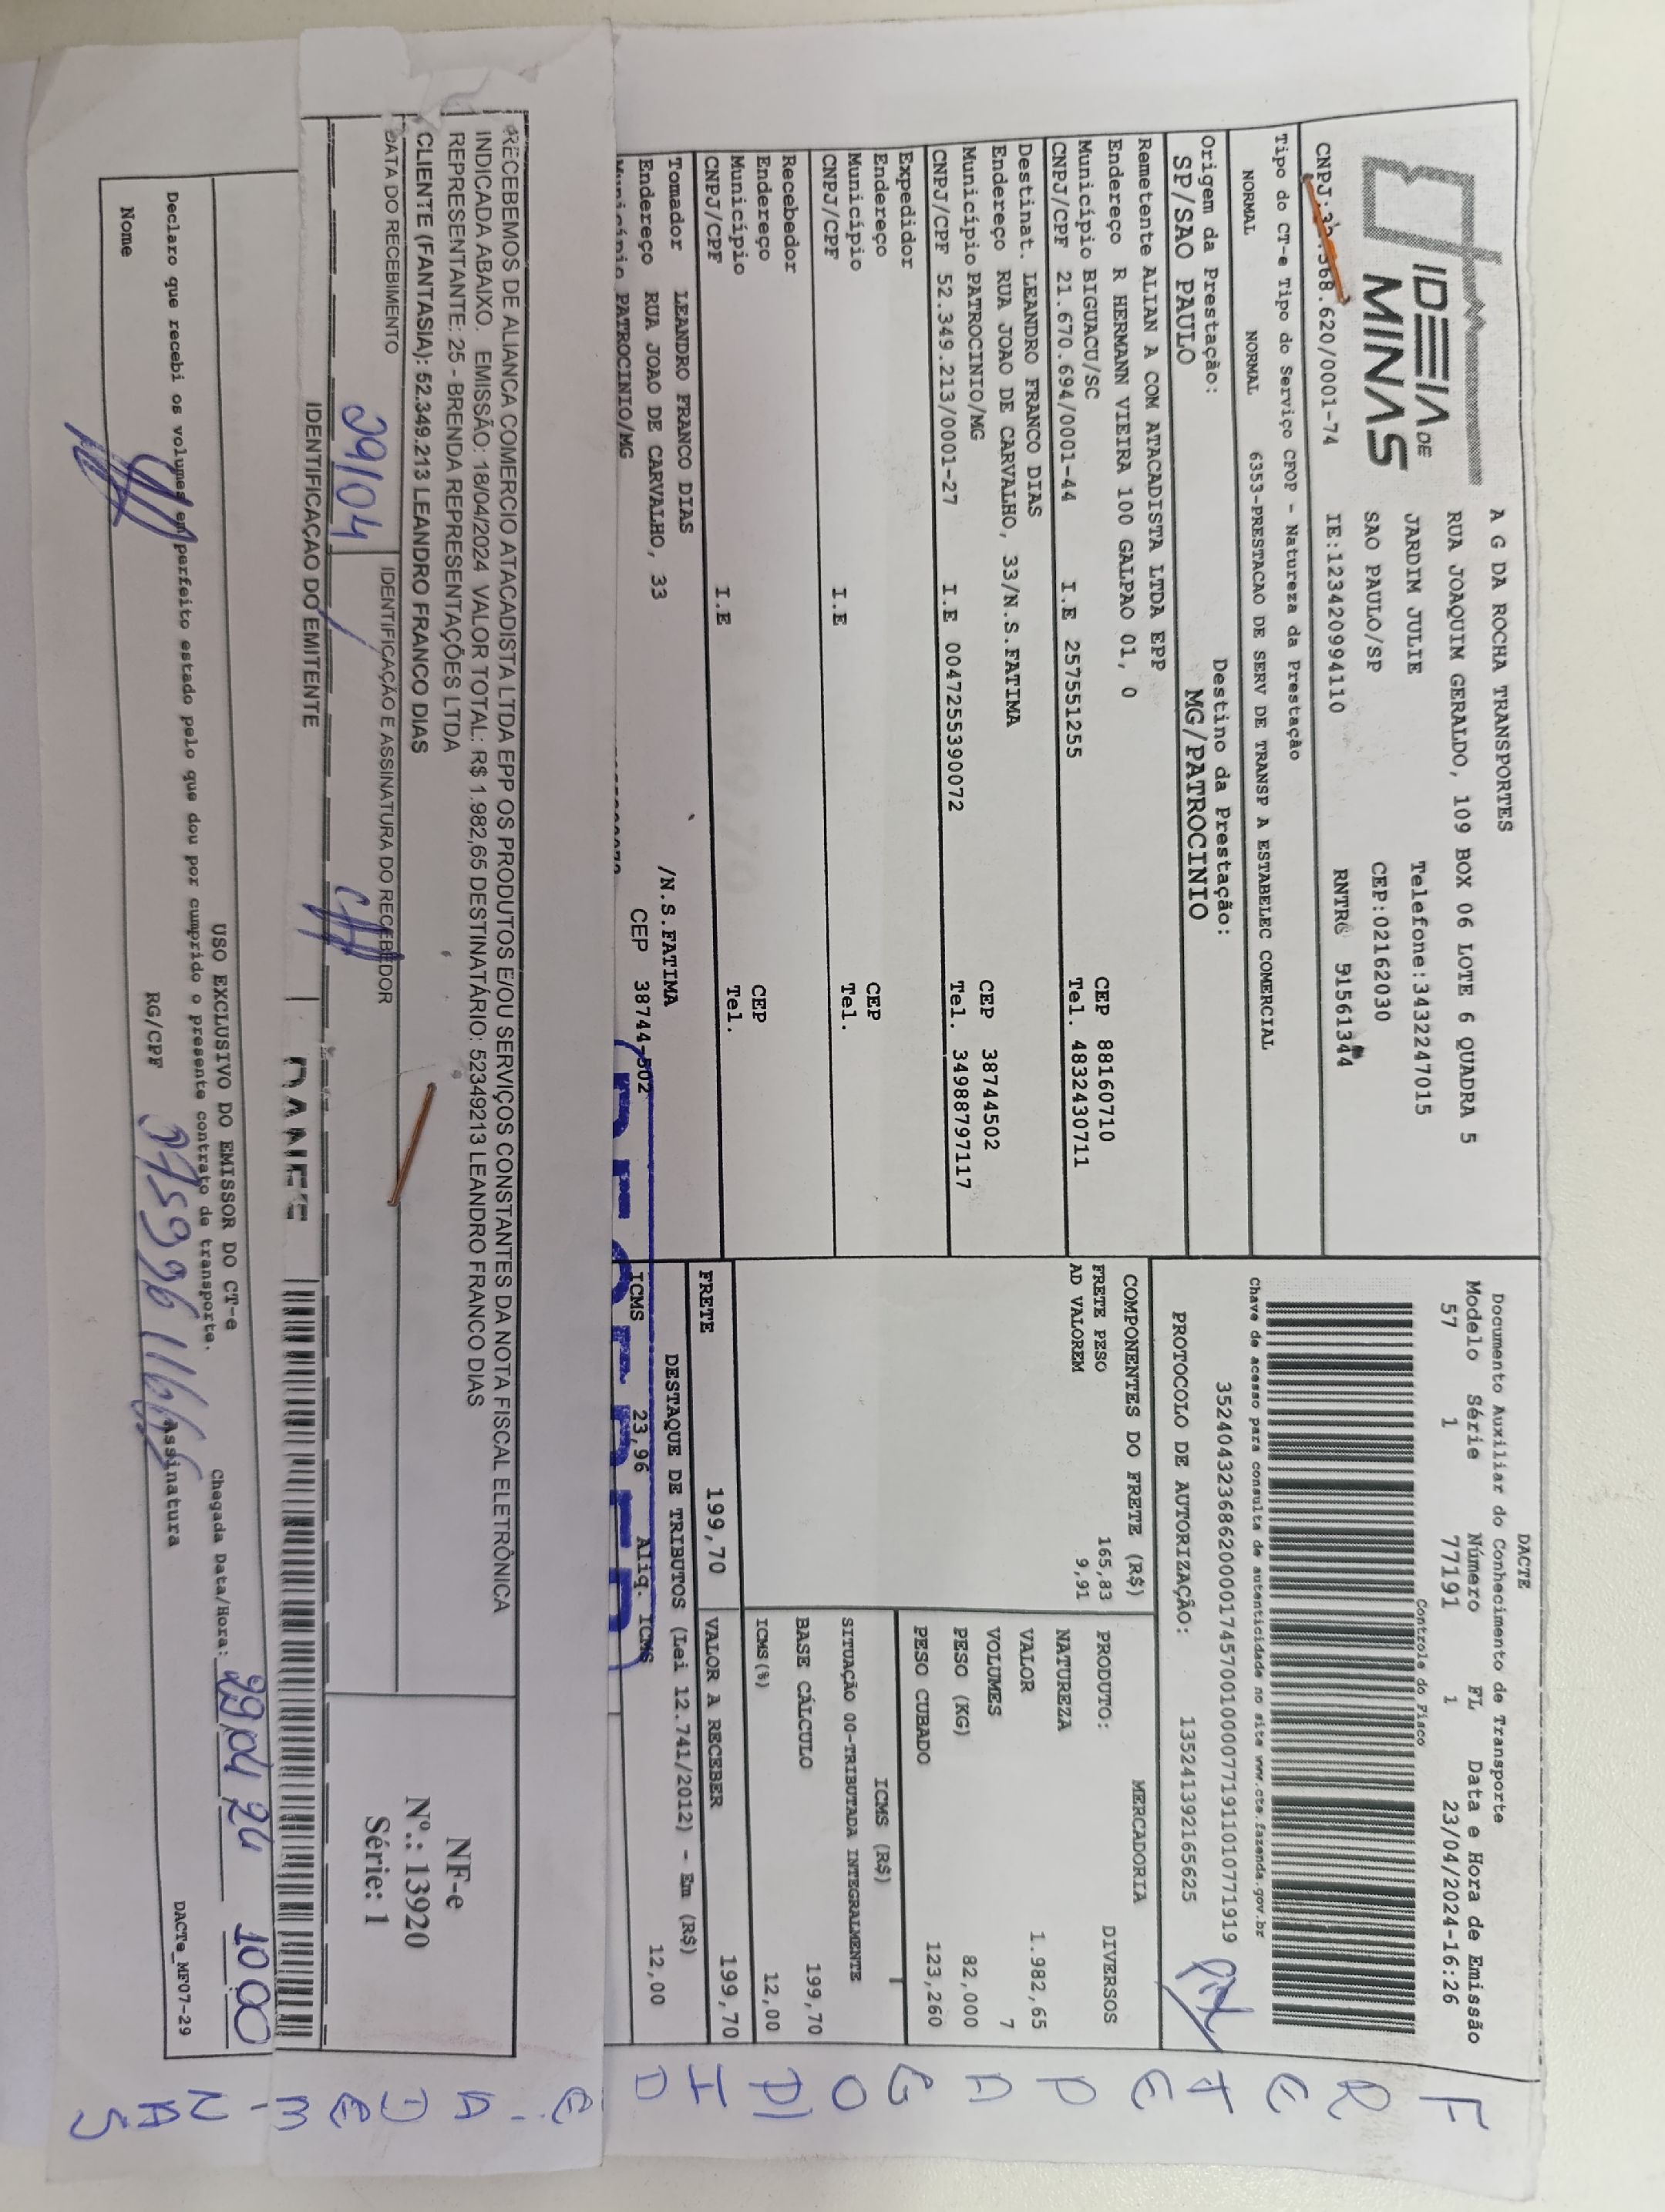 IDEIA DE
MINAS
A G DA ROCHA TRANSPORTES
RUA JOAQUIM GERALDO, 109 BOX 06 LOTE 6 QUADRA 5
JARDIM JULIE Telefone:3432247015
SAO PAULO/SP CEP:02162030
.620/0001-74 IE:123420994110 RNTRC
Tipo do CT-e Tipo do Serviço CFOP - Natureza da Prestação
NORMAL NORMAL 6353-PRESTACAO DE SERV DE TRANSP A ESTABELEC COMERCIAL
Origem da Prestação: Destino da Prestação:
SP/SAO PAULO MG/PATROCINIO
Remetente ALIAN A COM ATACADISTA LTDA EPP
Endereço R HERMANN VIEIRA 100 GALPAO 01, 0
Município BIGUACU/SC CEP 88160710
CNPJ/CPF 21.670.694/0001-44 I.E 257551255 Tel. 4832430711
Destinat. LEANDRO FRANCO DIAS
Endereço RUA JOAO DE CARVALHO, 33/N.S.FATIMA
Município PATROCINIO/MG CEP 38744502
CNPJ/CPF 52.349.213/0001-27 I.E 0047255390072 Tel. 34988797117
Expedidor
Endereço
Município CEP
CNPJ/CPF I.E Tel.
Recebedor
Endereço
Município CEP
CNPJ/CPF I.E Tel.
Tomador LEANDRO FRANCO DIAS
Endereço RUA JOAO DE CARVALHO, 33 /N.S.FATIMA
Município PATROCINIO/MG CEP 38744-502
DACTE
Documento Auxiliar do Conhecimento de Transporte
Modelo Série Número FL Data e Hora de Emissão
57 1 77191 1 23/04/2024-16:26
Controle do Fisco
Chave de acesso para consulta de autenticidade no site www.cte.fazenda.gov.br
35240432368620000174570010000771911010771919
PROTOCOLO DE AUTORIZAÇÃO: 135241392165625
COMPONENTES DO FRETE (R$)
FRETE PESO 165,83
AD VALOREM 9,91
MERCADORIA
PRODUTO: DIVERSOS
NATUREZA
VALOR 1.982,65
VOLUMES 7
PESO (KG) 82,000
PESO CUBADO 123,260
ICMS (R$)
SITUAÇÃO 00-TRIBUTADA INTEGRALMENTE
BASE CÁLCULO 199,70
ICMS(%) 12,00
FRETE 199,70 VALOR A RECEBER 199,70
DESTAQUE DE TRIBUTOS (Lei 12.741/2012) - Em (R$)
ICMS 23,96 Aliq. ICMS 12,00
RECEBEMOS DE ALIANCA COMERCIO ATACADISTA LTDA EPP OS PRODUTOS E/OU SERVIÇOS CONSTANTES DA NOTA FISCAL ELETRÔNICA
INDICADA ABAIXO. EMISSÃO: 18/04/2024 VALOR TOTAL: R$ 1.982,65 DESTINATÁRIO: 52349213 LEANDRO FRANCO DIAS
REPRESENTANTE: 25 - BRENDA REPRESENTAÇÕES LTDA
CLIENTE (FANTASIA): 52.349.213 LEANDRO FRANCO DIAS
DATA DO RECEBIMENTO IDENTIFICAÇÃO E ASSINATURA DO RECEBEDOR
29/04
NF-e
Nº.: 13920
Série: 1
IDENTIFICAÇÃO DO EMITENTE DANFE
USO EXCLUSIVO DO EMISSOR DO CT-e
Chegada Data/Hora: 29 04 24 10 00
Declaro que recebi os volumes em perfeito estado pelo que dou por cumprido o presente contrato de transporte.
Nome RG/CPF Assinatura
DACTe_MF07-29
FRETE PAGO DI